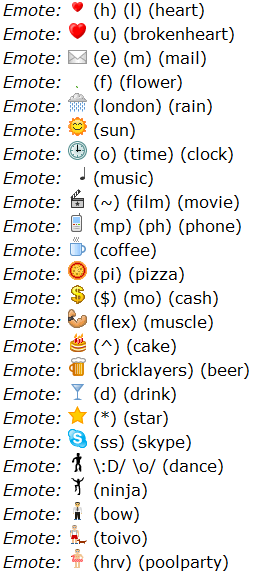 Emote: (h) (l) (heart)
Emote: (u) (brokenheart)
Emote: (e) (m) (mail)
Emote: (f) (flower)
Emote: (london) (rain)
Emote: (sun)
Emote: (o) (time) (clock)
Emote: (music)
Emote: (~) (film) (movie)
Emote: (mp) (ph) (phone)
Emote: (coffee)
Emote: (pi) (pizza)
Emote: ($) (mo) (cash)
Emote: (flex) (muscle)
Emote: (^) (cake)
Emote: (bricklayers) (beer)
Emote: (d) (drink)
Emote: (*) (star)
Emote: (ss) (skype)
Emote: \:D/ \o/ (dance)
Emote: (ninja)
Emote: (bow)
Emote: (toivo)
Emote: (hrv) (poolparty)